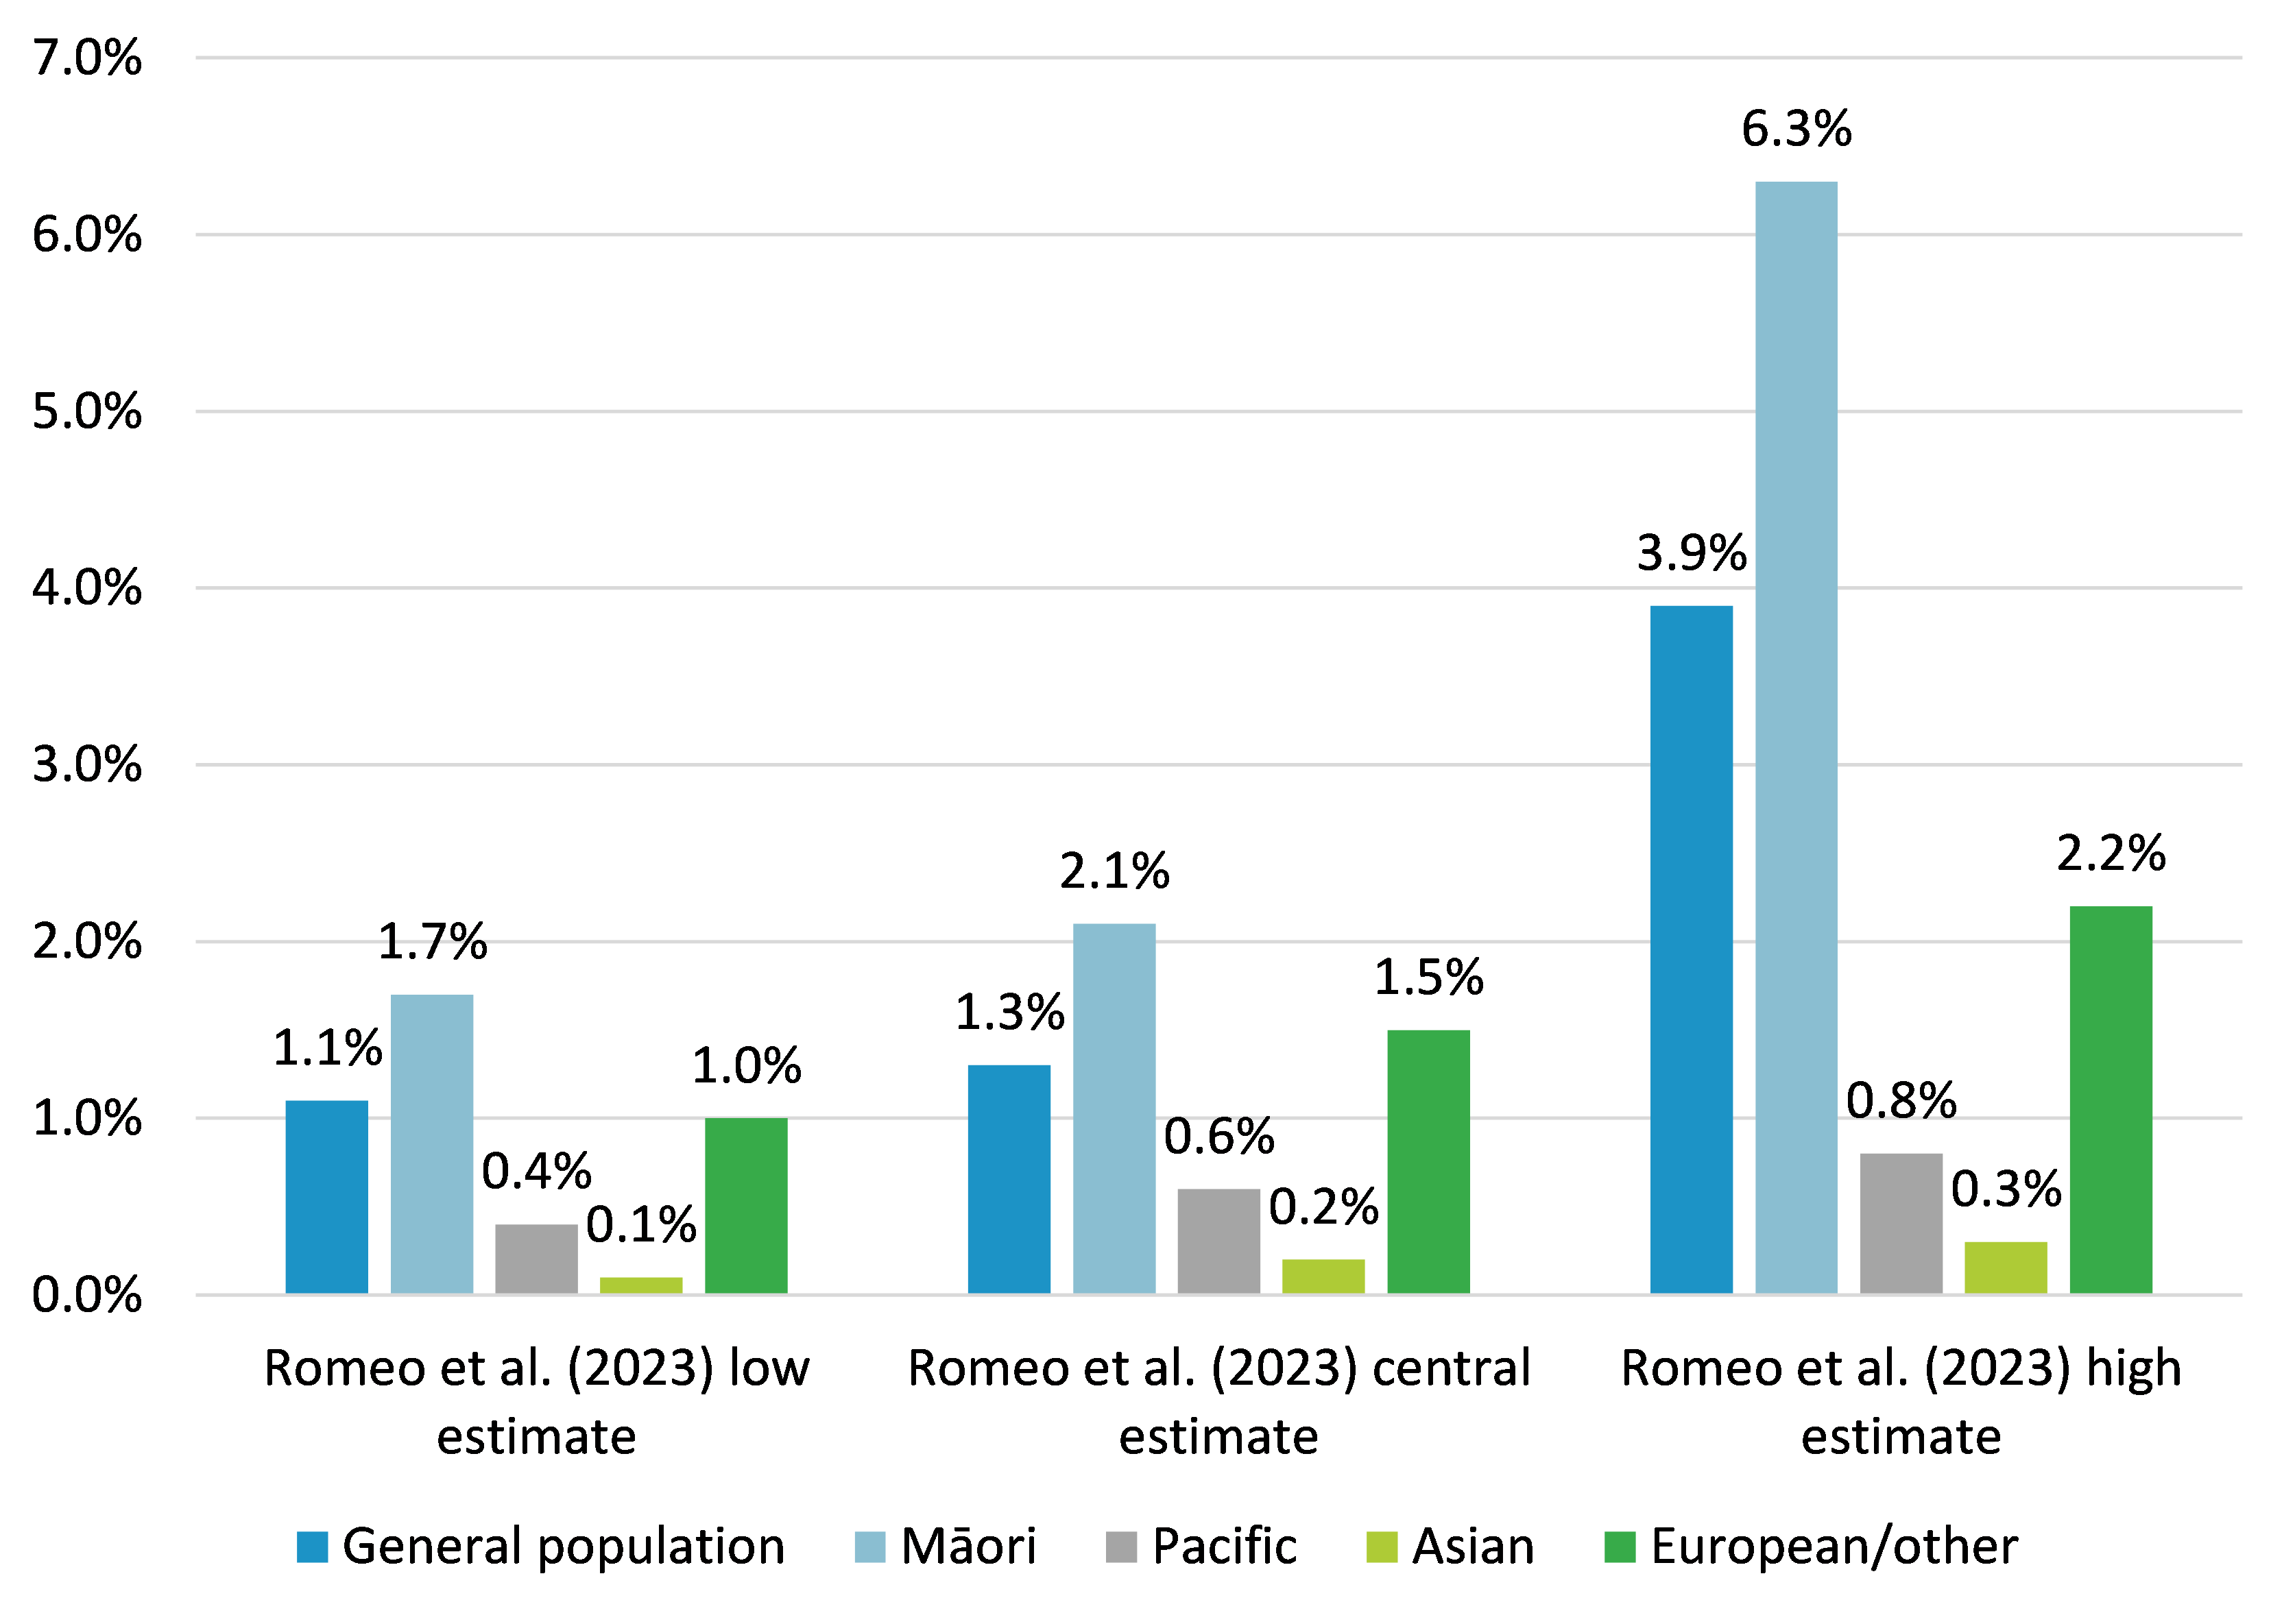 7.0%
6.0%
5.0%
4.0%
3.0%
2.0%
1.0%
0.0%
1.1%
1.7%
0.4%
0.1%
1.0%
1.3%
2.1%
0.6%
0.2%
1.5%
3.9%
6.3%
0.8%
0.3%
2.2%
Romeo et al. (2023) low
estimate
Romeo et al. (2023) central
estimate
Romeo et al. (2023) high
estimate
General population
Māori
Pacific
Asian
European/other